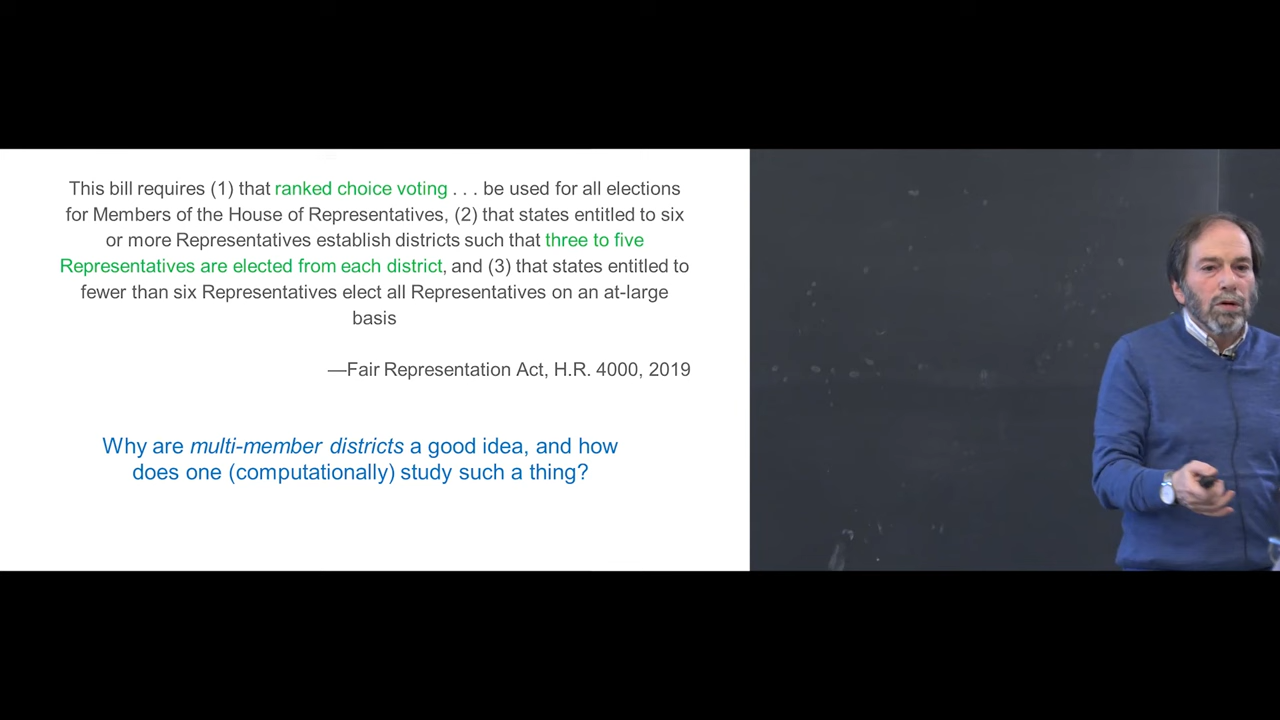 This bill requires (1) that ranked choice voting . . . be used for all elections
for Members of the House of Representatives, (2) that states entitled to six
or more Representatives establish districts such that three to five
Representatives are elected from each district, and (3) that states entitled to
fewer than six Representatives elect all Representatives on an at-large
basis
—Fair Representation Act, H.R. 4000, 2019
Why are multi-member districts a good idea, and how
does one (computationally) study such a thing?